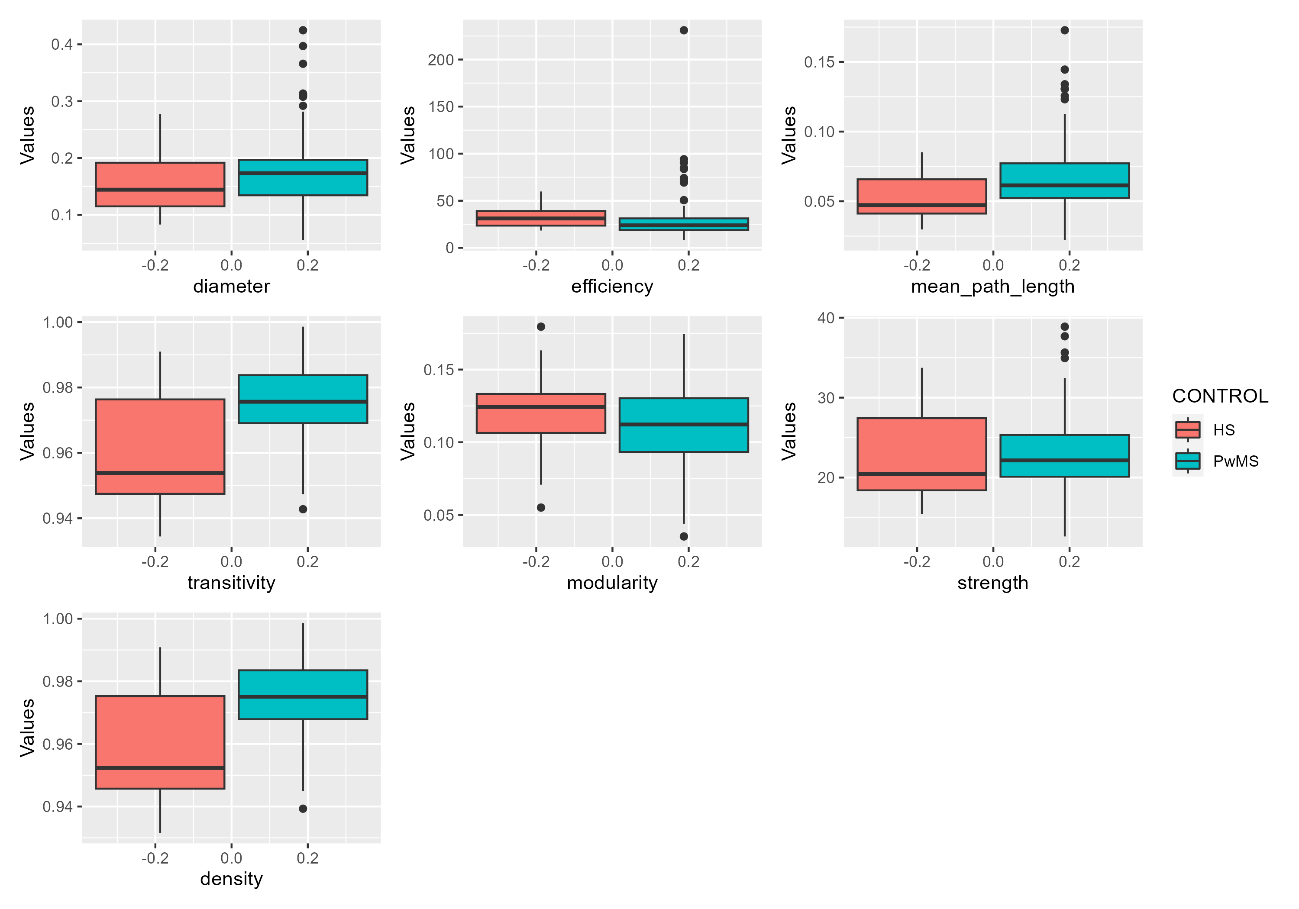 Values
0.4
0.3
0.2
0.1
-0.2 0.0 0.2
diameter
Values
200
150
100
50
0
-0.2 0.0 0.2
efficiency
Values
0.15
0.10
0.05
-0.2 0.0 0.2
mean_path_length
Values
1.00
0.98
0.96
0.94
-0.2 0.0 0.2
transitivity
Values
0.15
0.10
0.05
-0.2 0.0 0.2
modularity
Values
40
30
20
-0.2 0.0 0.2
strength
CONTROL
HS
PwMS
Values
1.00
0.98
0.96
0.94
-0.2 0.0 0.2
density